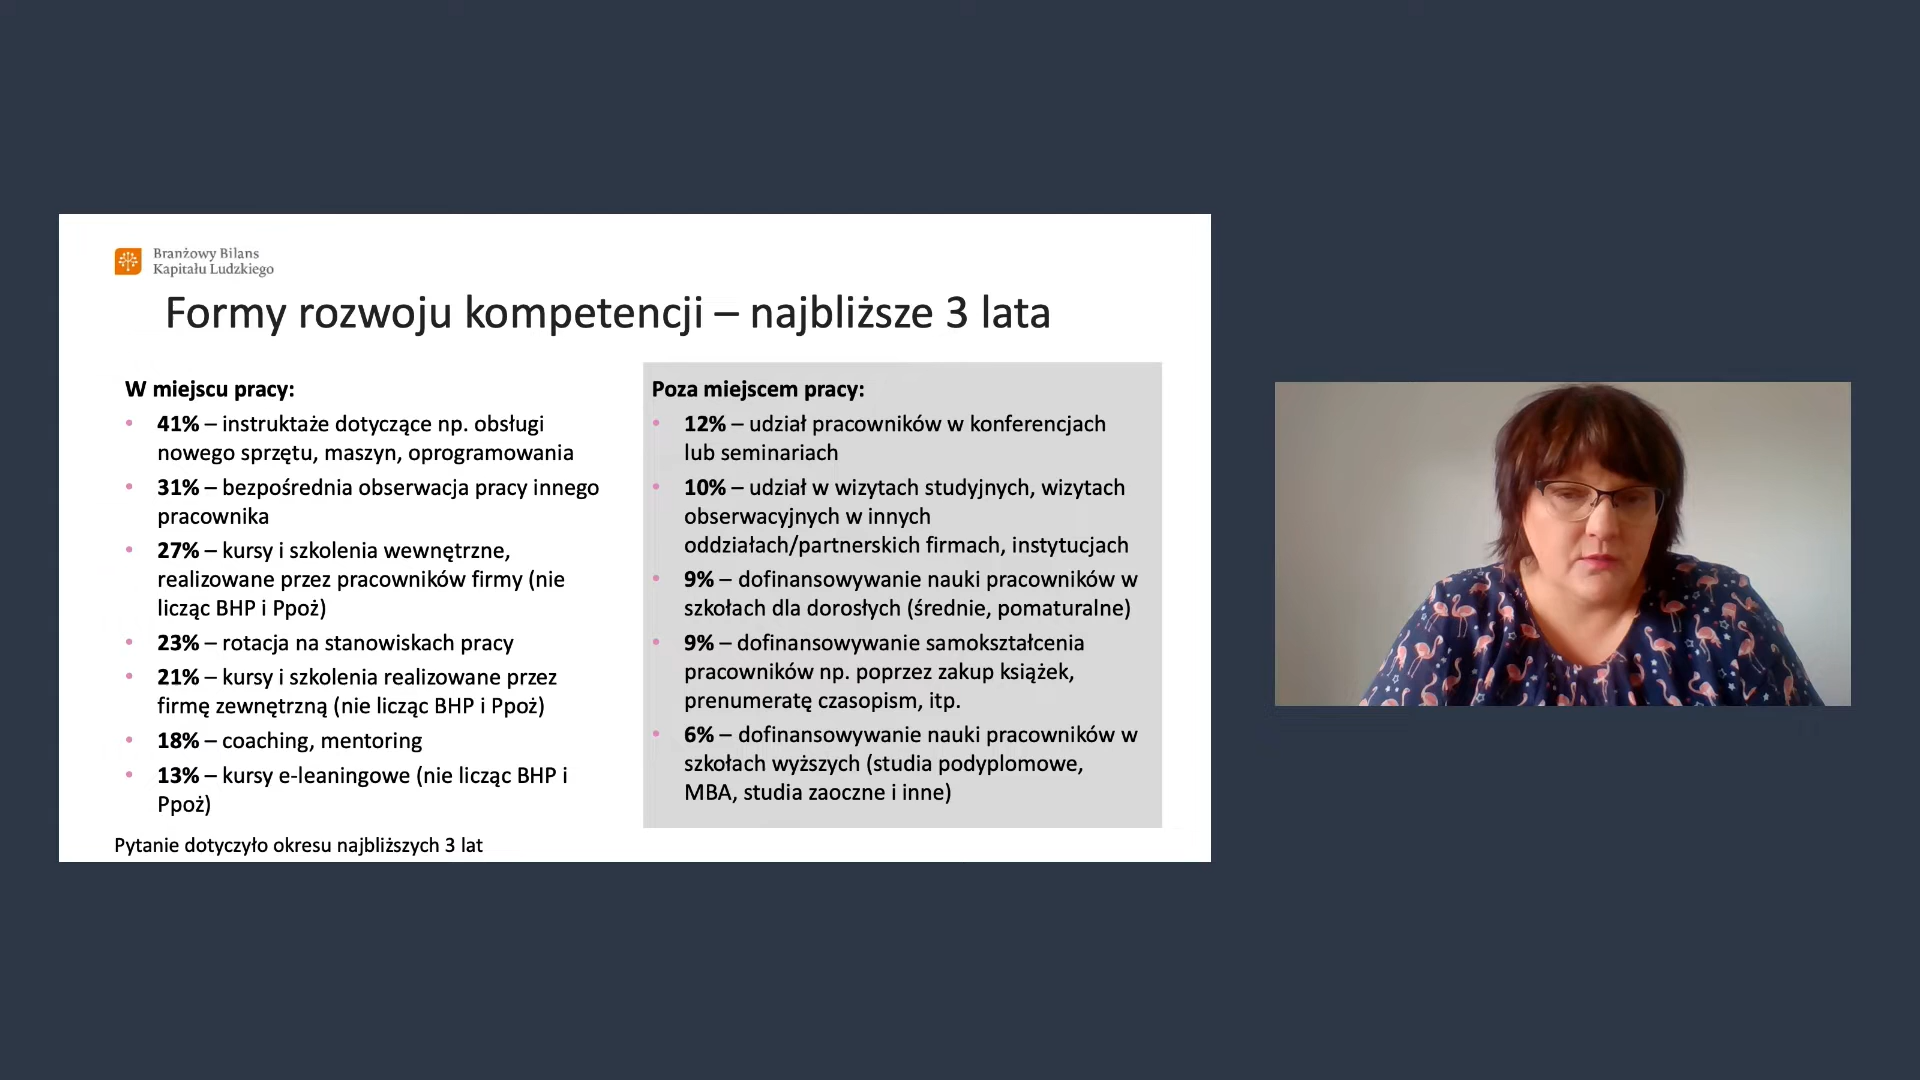 Branżowy Bilans
Kapitału Ludzkiego
Formy rozwoju kompetencji – najbliższe 3 lata
W miejscu pracy:
• 41% – instruktaże dotyczące np. obsługi
nowego sprzętu, maszyn, oprogramowania
• 31% – bezpośrednia obserwacja pracy innego
pracownika
• 27% – kursy i szkolenia wewnętrzne,
realizowane przez pracowników firmy (nie
licząc BHP i Ppoż)
• 23% – rotacja na stanowiskach pracy
• 21% – kursy i szkolenia realizowane przez
firmę zewnętrzną (nie licząc BHP i Ppoż)
• 18% – coaching, mentoring
• 13% – kursy e-leaningowe (nie licząc BHP i
Ppoż)
Poza miejscem pracy:
• 12% – udział pracowników w konferencjach
lub seminariach
• 10% – udział w wizytach studyjnych, wizytach
obserwacyjnych w innych
oddziałach/partnerskich firmach, instytucjach
• 9% – dofinansowywanie nauki pracowników w
szkołach dla dorosłych (średnie, pomaturalne)
• 9% – dofinansowywanie samokształcenia
pracowników np. poprzez zakup książek,
prenumeratę czasopism, itp.
• 6% – dofinansowywanie nauki pracowników w
szkołach wyższych (studia podyplomowe,
MBA, studia zaoczne i inne)
Pytanie dotyczyło okresu najbliższych 3 lat